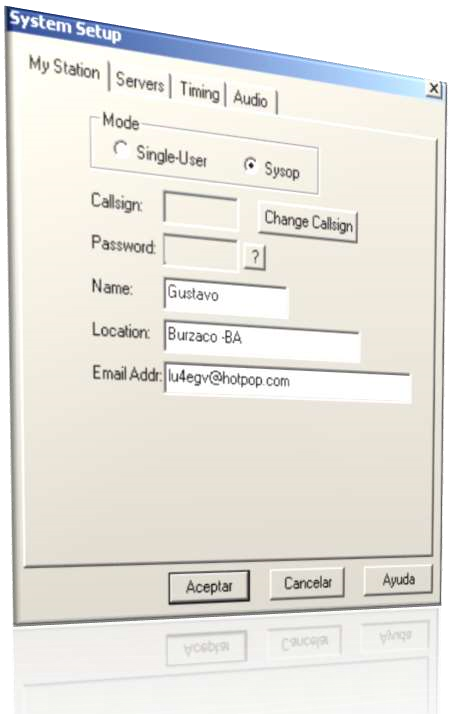 System Setup
My Station Servers Timing Audio
Mode
Single-User Sysop
Callsign: Change Callsign
Password: ?
Name: Gustavo
Location: Burzaco -BA
Email Addr: lu4egv@hotpop.com
Aceptar Cancelar Ayuda